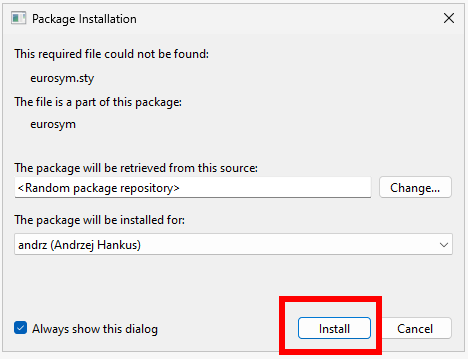 Package Installation
This required file could not be found:
eurosym.sty
The file is a part of this package:
eurosym
The package will be retrieved from this source:
<Random package repository>
Change...
The package will be installed for:
andrz (Andrzej Hankus)
Always show this dialog
Install
Cancel